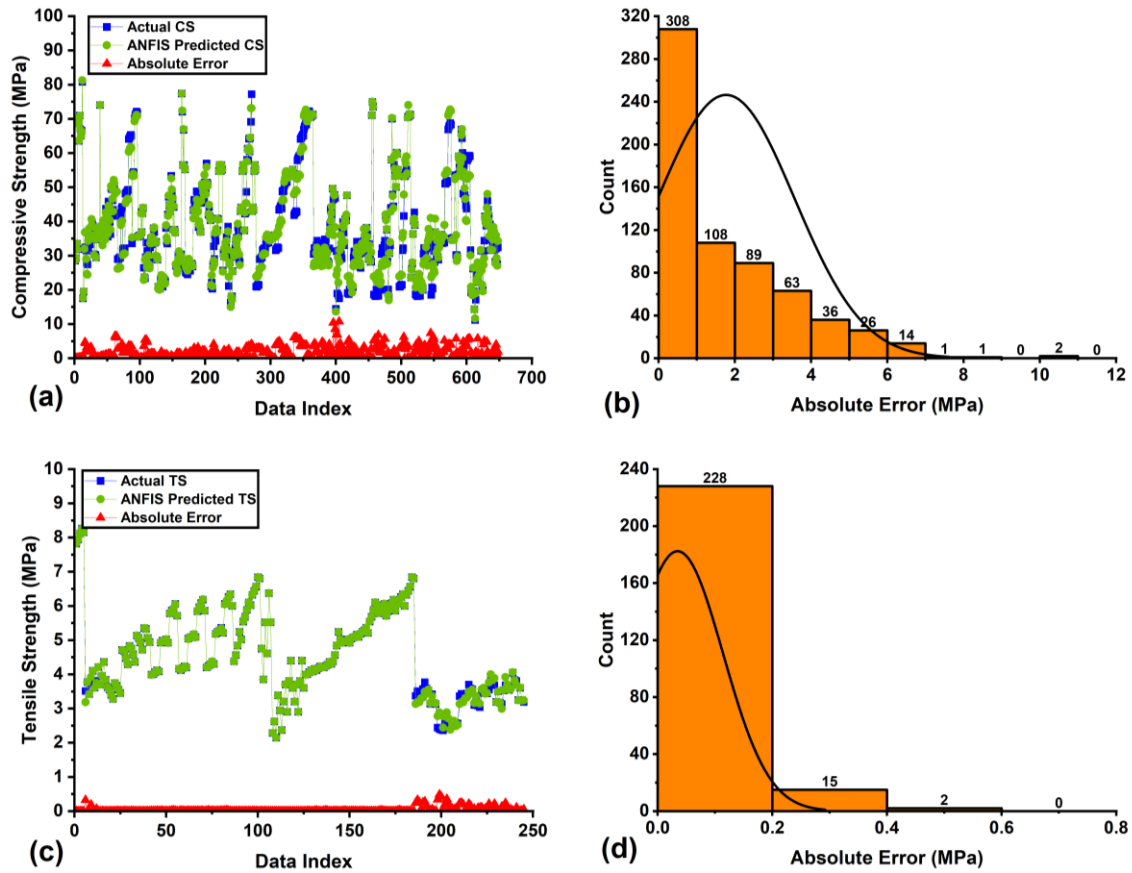 Actual CS
ANFIS Predicted CS
Absolute Error
Compressive Strength (MPa)
100
90
80
70
60
50
40
30
20
10
0
0 100 200 300 400 500 600 700
Data Index
(a)
320
280
240
200
160
120
80
40
0
Count
308
108
89
63
36
26
14
1
1
0
2
0
0 2 4 6 8 10 12
Absolute Error (MPa)
(b)
Actual TS
ANFIS Predicted TS
Absolute Error
Tensile Strength (MPa)
10
9
8
7
6
5
4
3
2
1
0
0 50 100 150 200 250
Data Index
(c)
240
200
160
120
80
40
0
Count
228
15
2
0
0.0 0.2 0.4 0.6 0.8
Absolute Error (MPa)
(d)